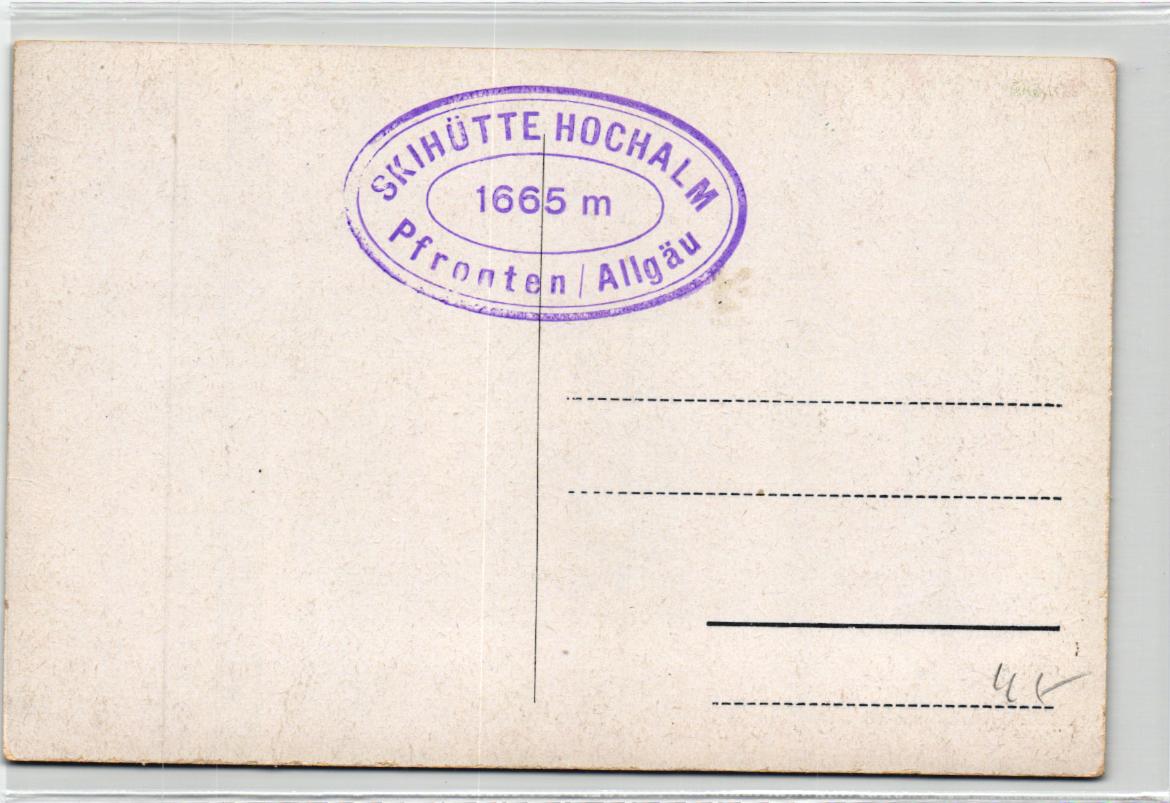 SKIHÜTTE HOCHALM
1665 m
Pfronten / Allgäu